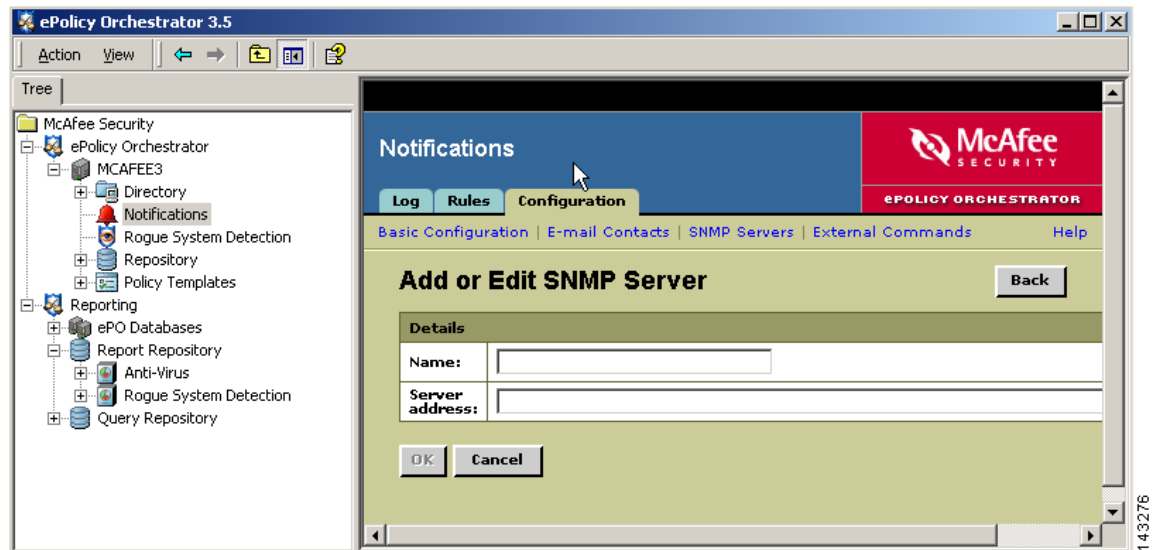 ePolicy Orchestrator 3.5
Action View
Tree
McAfee Security
ePolicy Orchestrator
MCAFEE3
Directory
Notifications
Rogue System Detection
Repository
Policy Templates
Reporting
ePO Databases
Report Repository
Anti-Virus
Rogue System Detection
Query Repository
Notifications
McAfee
SECURITY
Log Rules Configuration
ePOLICY ORCHESTRATOR
Basic Configuration | E-mail Contacts | SNMP Servers | External Commands Help
Add or Edit SNMP Server
Back
Details
Name:
Server
address:
OK Cancel
143276